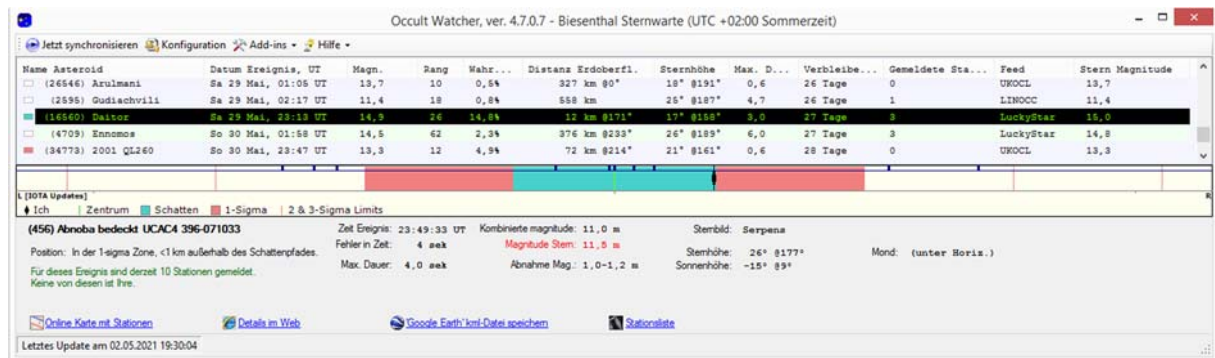 Occult Watcher, ver. 4.7.0.7 - Biesenthal Sternwarte (UTC +02:00 Sommerzeit)
Jetzt synchronisieren Konfiguration Add-ins Hilfe
Name Asteroid Datum Ereignis, UT Magn. Rang Wahr... Distanz Erdoberfl. Sternhöhe Max. D... Verbleibe... Gemeldete Sta... Feed Stern Magnitude
(26546) Arulmani Sa 29 Mai, 01:05 UT 13,7 10 0,5% 327 km @0° 18° @191° 0,6 26 Tage 0 UKOCL 13,7
(2595) Gudiachvili Sa 29 Mai, 02:17 UT 11,4 18 0,8% 558 km 25° @187° 4,7 26 Tage 1 LINOCC 11,4
(16560) Daitor Sa 29 Mai, 23:13 UT 14,9 26 14,8% 12 km @171° 17° @158° 3,0 27 Tage 3 LuckyStar 15,0
(4709) Ennomos So 30 Mai, 01:58 UT 14,5 62 2,3% 376 km @233° 26° @189° 6,0 27 Tage 3 LuckyStar 14,8
(34773) 2001 QL260 So 30 Mai, 23:47 UT 13,3 12 4,9% 72 km @214° 21° @161° 0,6 28 Tage 0 UKOCL 13,3
L [IOTA Updates] R
Ich Zentrum Schatten 1-Sigma 2 & 3-Sigma Limits
(456) Abnoba bedeckt UCAC4 396-071033 Zeit Ereignis: 23:49:33 UT Kombinierte magnitude: 11,0 m Sternbild: Serpens
Position: In der 1-sigma Zone, <1 km außerhalb des Schattenpfades. Fehler in Zeit: 4 sek Magnitude Stern: 11,5 m Sternhöhe: 26° @177° Mond: (unter Horiz.)
Für dieses Ereignis sind derzeit 10 Stationen gemeldet. Max. Dauer: 4,0 sek Abnahme Mag.: 1,0-1,2 m Sonnenhöhe: -15° @9°
Keine von diesen ist Ihre.
Online Karte mit Stationen Details im Web 'Google Earth' kml-Datei speichern Stationsliste
Letztes Update am 02.05.2021 19:30:04